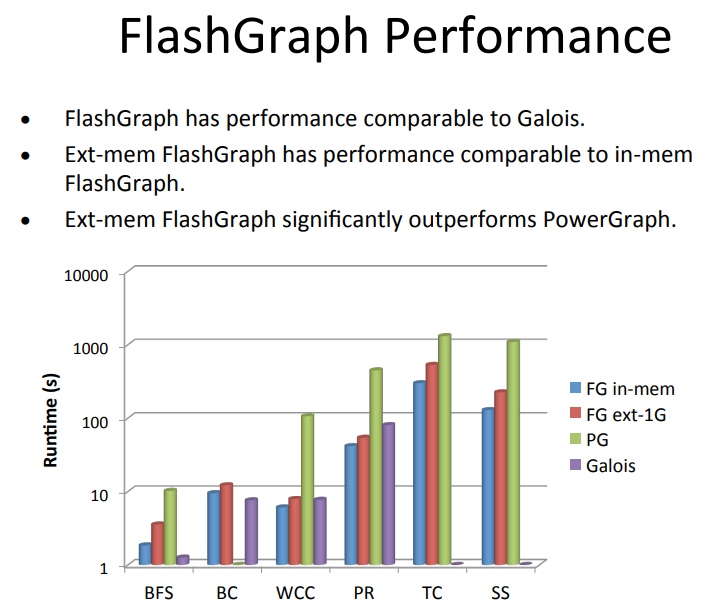 FlashGraph Performance
• FlashGraph has performance comparable to Galois.
• Ext-mem FlashGraph has performance comparable to in-mem
FlashGraph.
• Ext-mem FlashGraph significantly outperforms PowerGraph.
10000
1000
100
10
1
Runtime (s)
BFS BC WCC PR TC SS
FG in-mem
FG ext-1G
PG
Galois